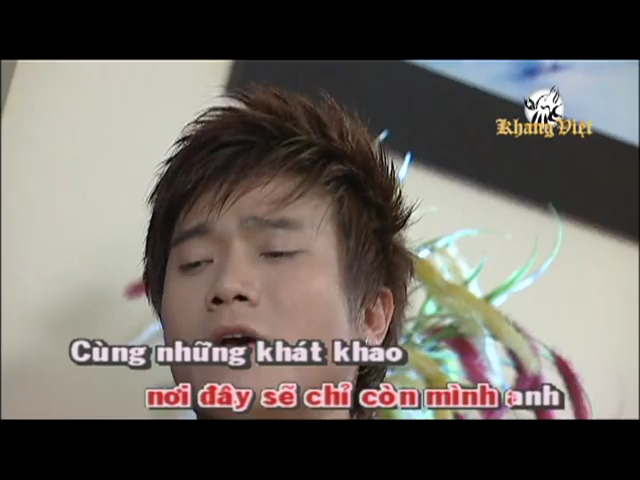 Khang Việt
Cùng những khát khao
nơi đây sẽ chỉ còn mình anh